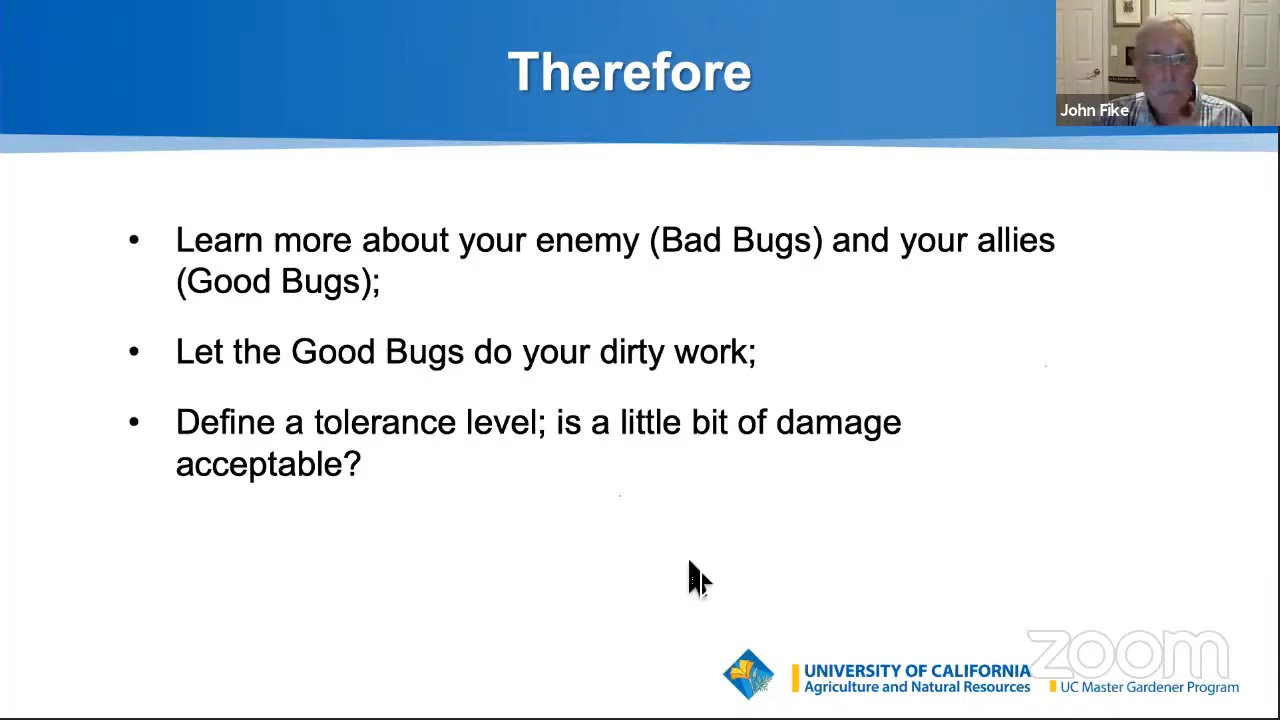 Therefore
John Fike
• Learn more about your enemy (Bad Bugs) and your allies
(Good Bugs);
• Let the Good Bugs do your dirty work;
• Define a tolerance level; is a little bit of damage
acceptable?
zoom
UNIVERSITY OF CALIFORNIA
Agriculture and Natural Resources
UC Master Gardener Program